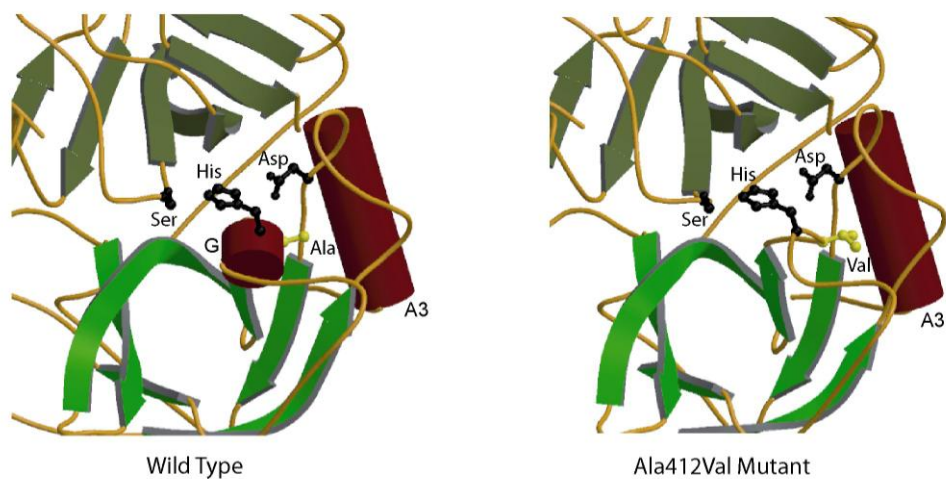 His
Asp
Ser
G
Ala
A3
Wild Type
His
Asp
Ser
Val
A3
Ala412Val Mutant